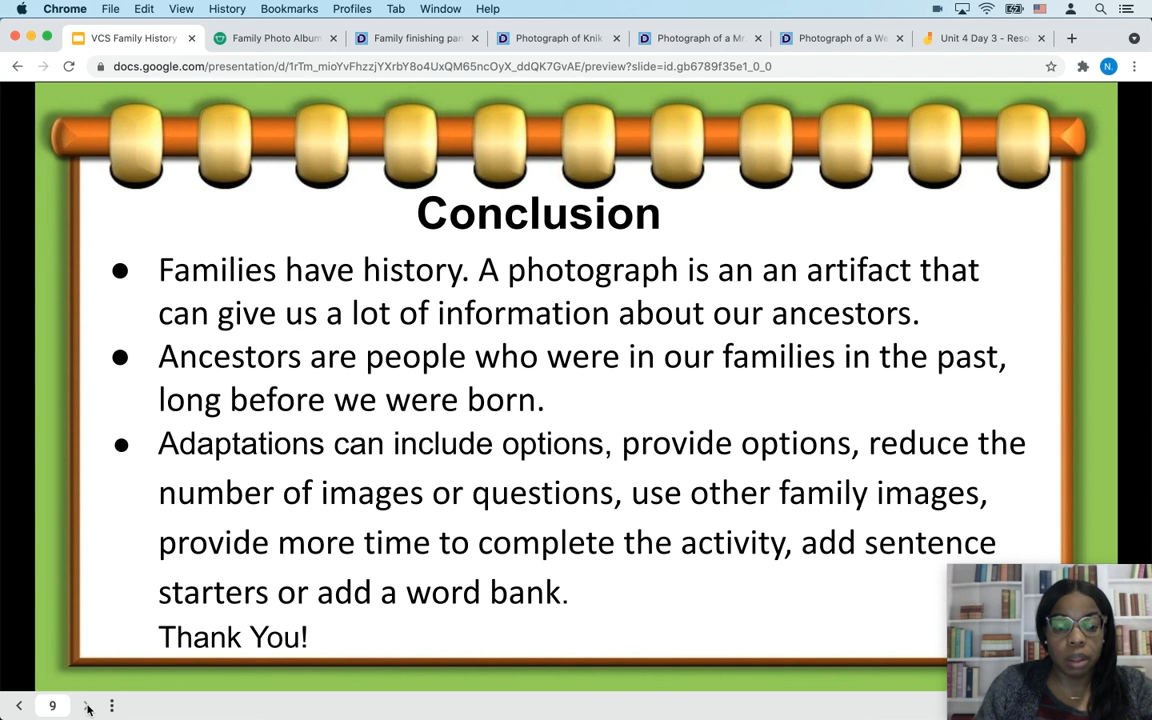 Chrome File Edit View History Bookmarks Profiles Tab Window Help
VCS Family History
Family Photo Album
Family finishing pan
Photograph of Knik
Photograph of a Mr.
Photograph of a We
Unit 4 Day 3 - Reso
docs.google.com/presentation/d/1rTm_mioYvFhzzjYXrbY8o4UxQM65ncOyX_ddQK7GvAE/preview?slide=id.gb6789f35e1_0_0
N.
Conclusion
● Families have history. A photograph is an an artifact that
can give us a lot of information about our ancestors.
● Ancestors are people who were in our families in the past,
long before we were born.
● Adaptations can include options, provide options, reduce the
number of images or questions, use other family images,
provide more time to complete the activity, add sentence
starters or add a word bank.
Thank You!
9